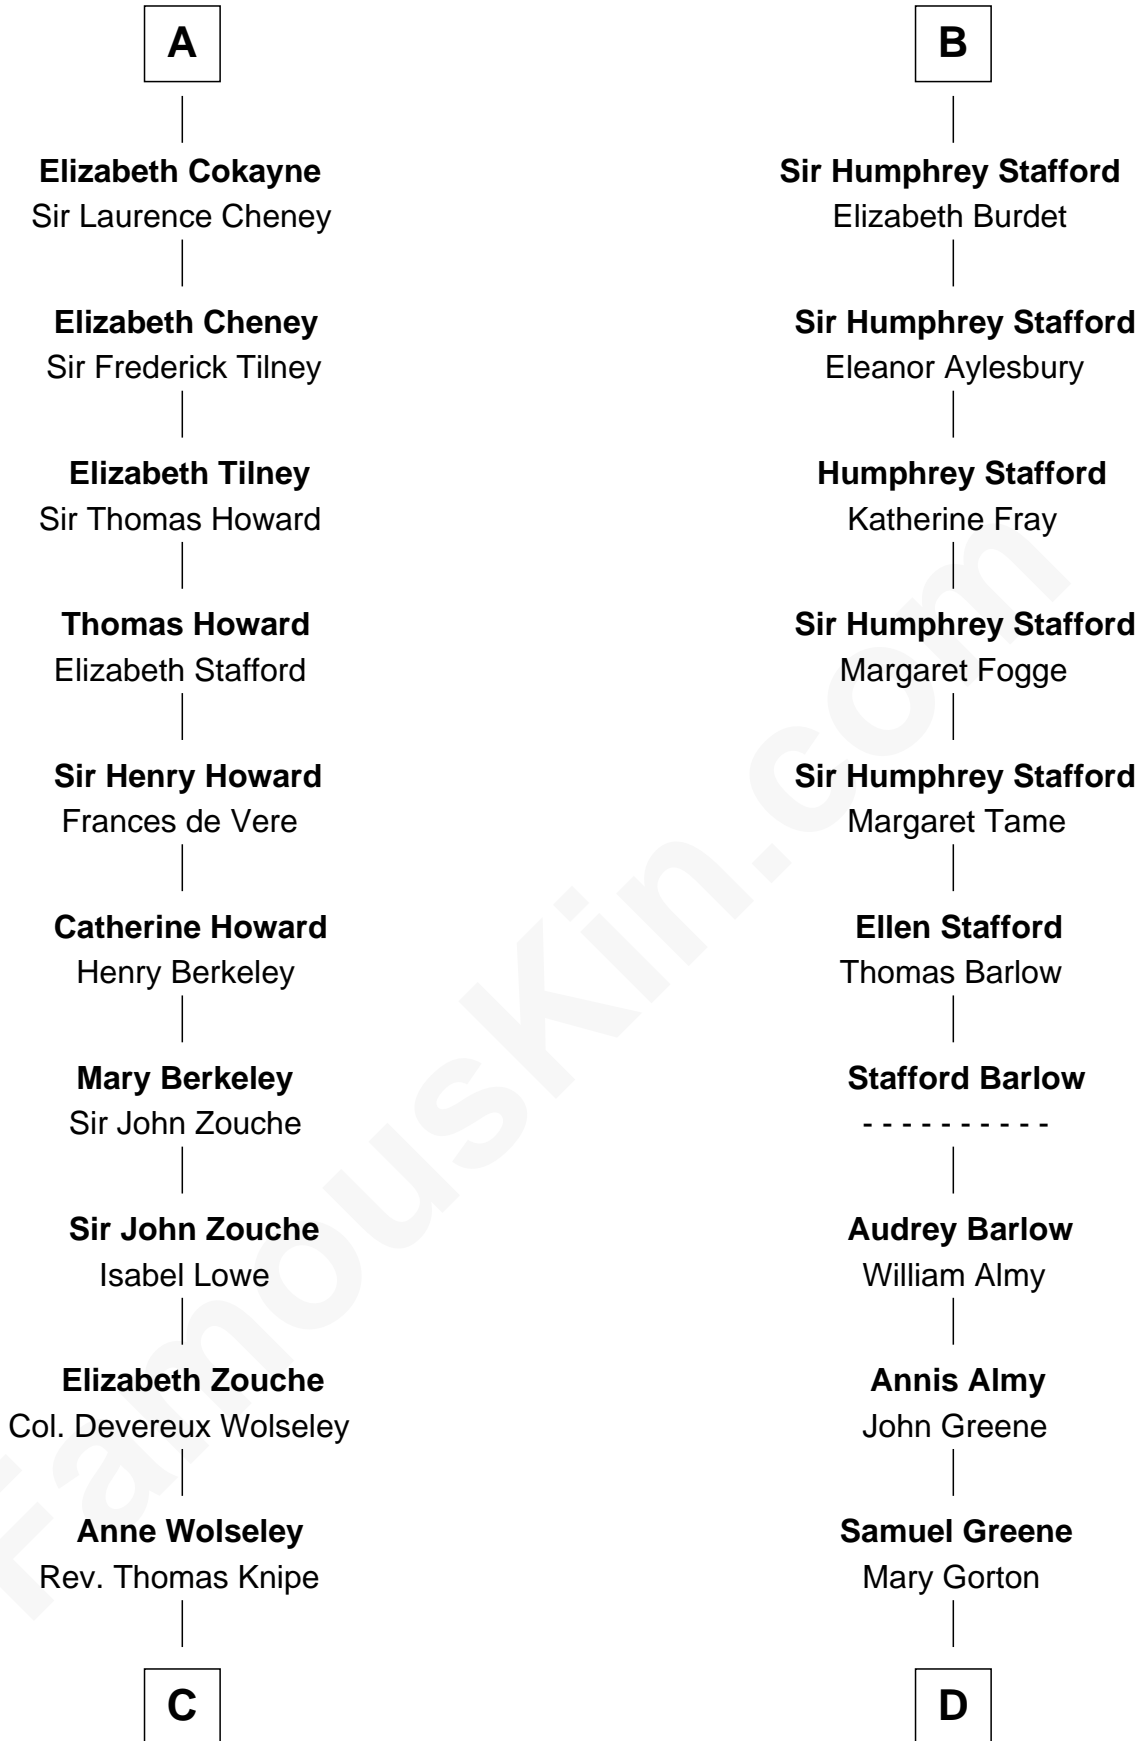 A
Elizabeth Cokayne
Sir Laurence Cheney
Elizabeth Cheney
Sir Frederick Tilney
Elizabeth Tilney
Sir Thomas Howard
Thomas Howard
Elizabeth Stafford
Sir Henry Howard
Frances de Vere
Catherine Howard
Henry Berkeley
Mary Berkeley
Sir John Zouche
Sir John Zouche
Isabel Lowe
Elizabeth Zouche
Col. Devereux Wolseley
Anne Wolseley
Rev. Thomas Knipe
C
B
Sir Humphrey Stafford
Elizabeth Burdet
Sir Humphrey Stafford
Eleanor Aylesbury
Humphrey Stafford
Katherine Fray
Sir Humphrey Stafford
Margaret Fogge
Sir Humphrey Stafford
Margaret Tame
Ellen Stafford
Thomas Barlow
Stafford Barlow
- - - - - - - - - -
Audrey Barlow
William Almy
Annis Almy
John Greene
Samuel Greene
Mary Gorton
D
FamousKin.com